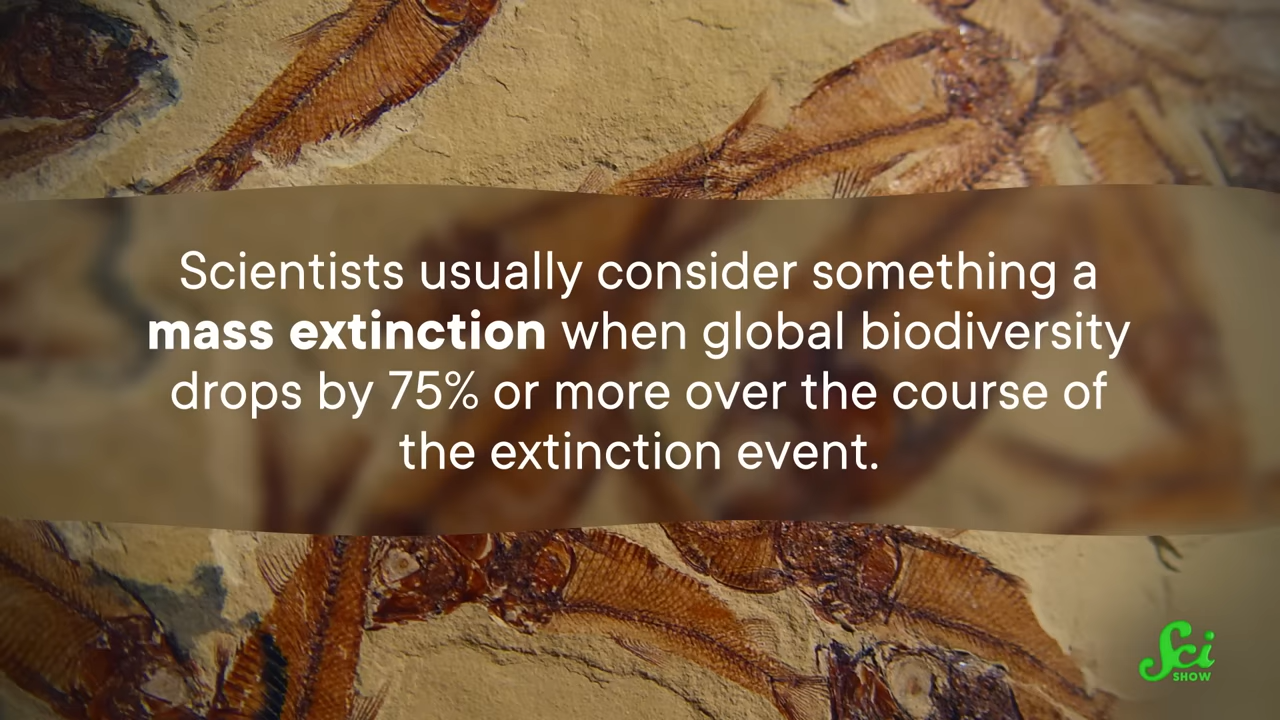 Scientists usually consider something a
mass extinction when global biodiversity
drops by 75% or more over the course of
the extinction event.
Sci
SHOW